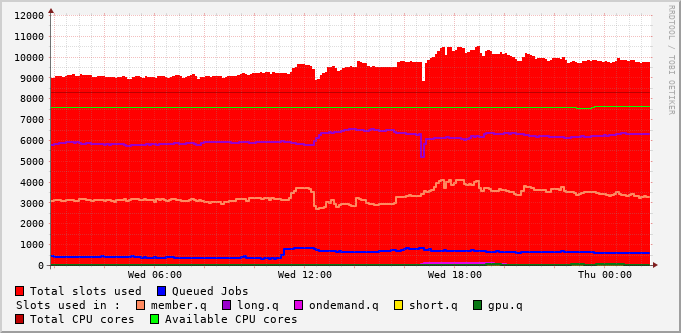 12000
11000
10000
9000
8000
7000
6000
5000
4000
3000
2000
1000
0
Wed 06:00 Wed 12:00 Wed 18:00 Thu 00:00
RRDTOOL / TOBI OETIKER
Total slots used Queued Jobs
Slots used in : member.q long.q ondemand.q short.q gpu.q
Total CPU cores Available CPU cores